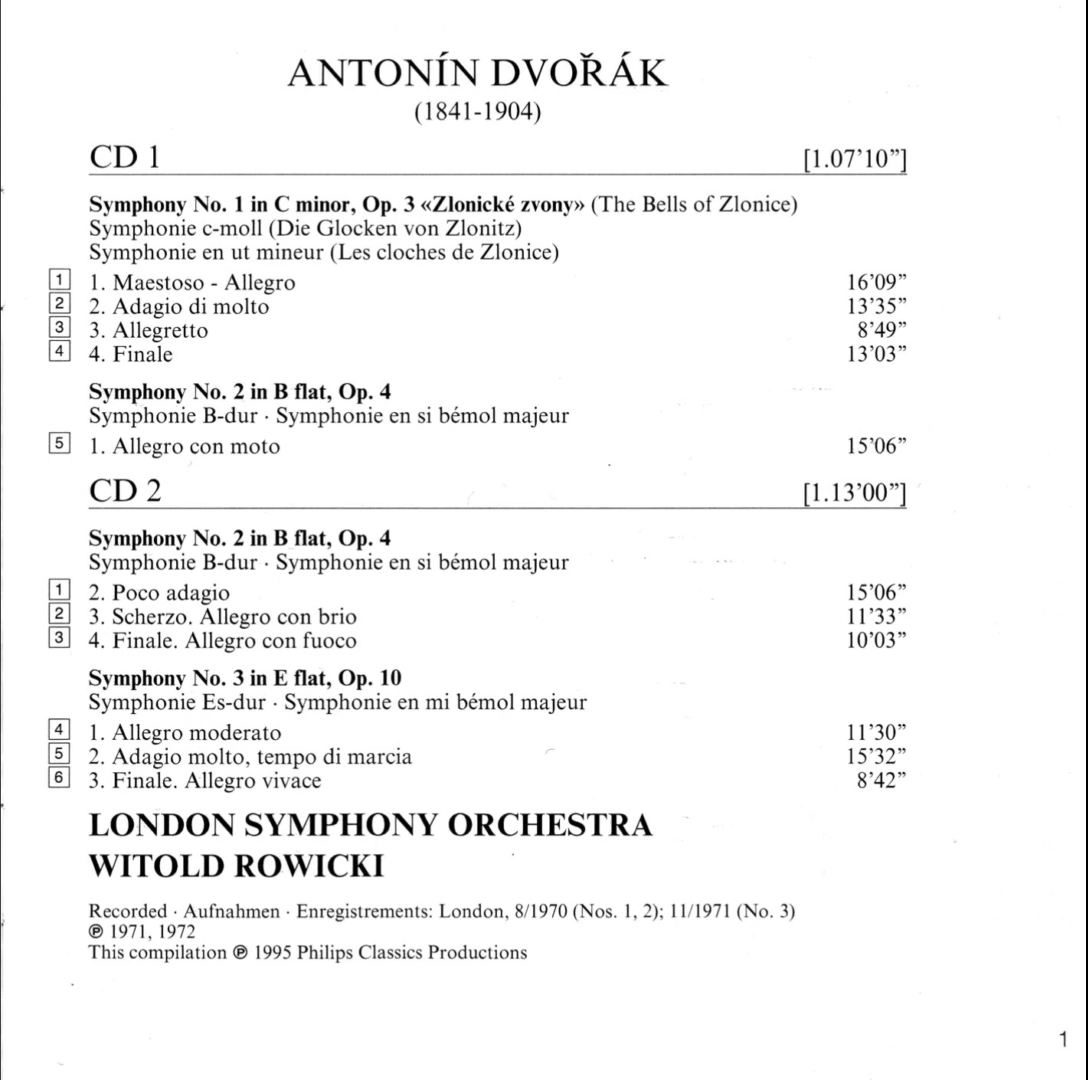 ANTONÍN DVOŘÁK
(1841-1904)
CD 1 [1.07’10”]
Symphony No. 1 in C minor, Op. 3 «Zlonické zvony» (The Bells of Zlonice)
Symphonie c-moll (Die Glocken von Zlonitz)
Symphonie en ut mineur (Les cloches de Zlonice)
1 1. Maestoso - Allegro 16’09”
2 2. Adagio di molto 13’35”
3 3. Allegretto 8’49”
4 4. Finale 13’03”
Symphony No. 2 in B flat, Op. 4
Symphonie B-dur · Symphonie en si bémol majeur
5 1. Allegro con moto 15’06”
CD 2 [1.13’00”]
Symphony No. 2 in B flat, Op. 4
Symphonie B-dur · Symphonie en si bémol majeur
1 2. Poco adagio 15’06”
2 3. Scherzo. Allegro con brio 11’33”
3 4. Finale. Allegro con fuoco 10’03”
Symphony No. 3 in E flat, Op. 10
Symphonie Es-dur · Symphonie en mi bémol majeur
4 1. Allegro moderato 11’30”
5 2. Adagio molto, tempo di marcia 15’32”
6 3. Finale. Allegro vivace 8’42”
LONDON SYMPHONY ORCHESTRA
WITOLD ROWICKI
Recorded · Aufnahmen · Enregistrements: London, 8/1970 (Nos. 1, 2); 11/1971 (No. 3)
℗ 1971, 1972
This compilation ℗ 1995 Philips Classics Productions
1